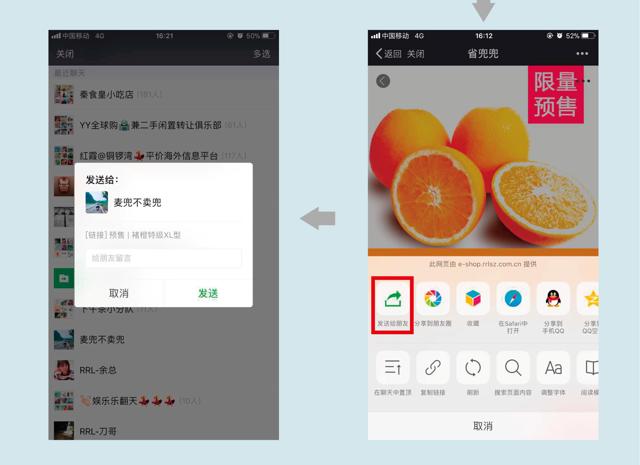 中国移动 4G 16:21 50%
关闭 多选
最近聊天
秦食皇小吃店 (181人)
YY全球购兼二手闲置转让俱乐部 (61人)
红霞@铜锣湾平价海外信息平台 (117人)
发送给：
麦兜不卖兜
[链接] 预售 | 褚橙特级XL型
给朋友留言
取消 发送
下午茶小分队 (11人)
麦兜不卖兜
RRL-余总
娱乐乐翻天 (10人)
RRL-刀哥
中国移动 4G 16:12 52%
返回 关闭 省兜兜
限量
预售
此网页由 e-shop.rrlsz.com.cn 提供
发送给朋友 分享到朋友圈 收藏 在Safari中
打开 分享到
手机QQ 分享到
QQ空
在聊天中置顶 复制链接 刷新 搜索页面内容 Aa
调整字体 阅读模
取消